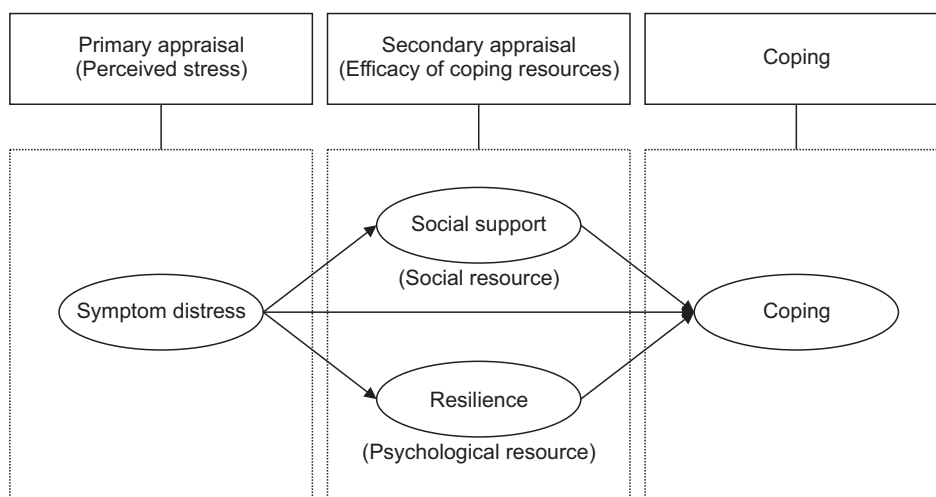 Primary appraisal
(Perceived stress)
Secondary appraisal
(Efficacy of coping resources)
Coping
Social support
(Social resource)
Symptom distress
Coping
Resilience
(Psychological resource)